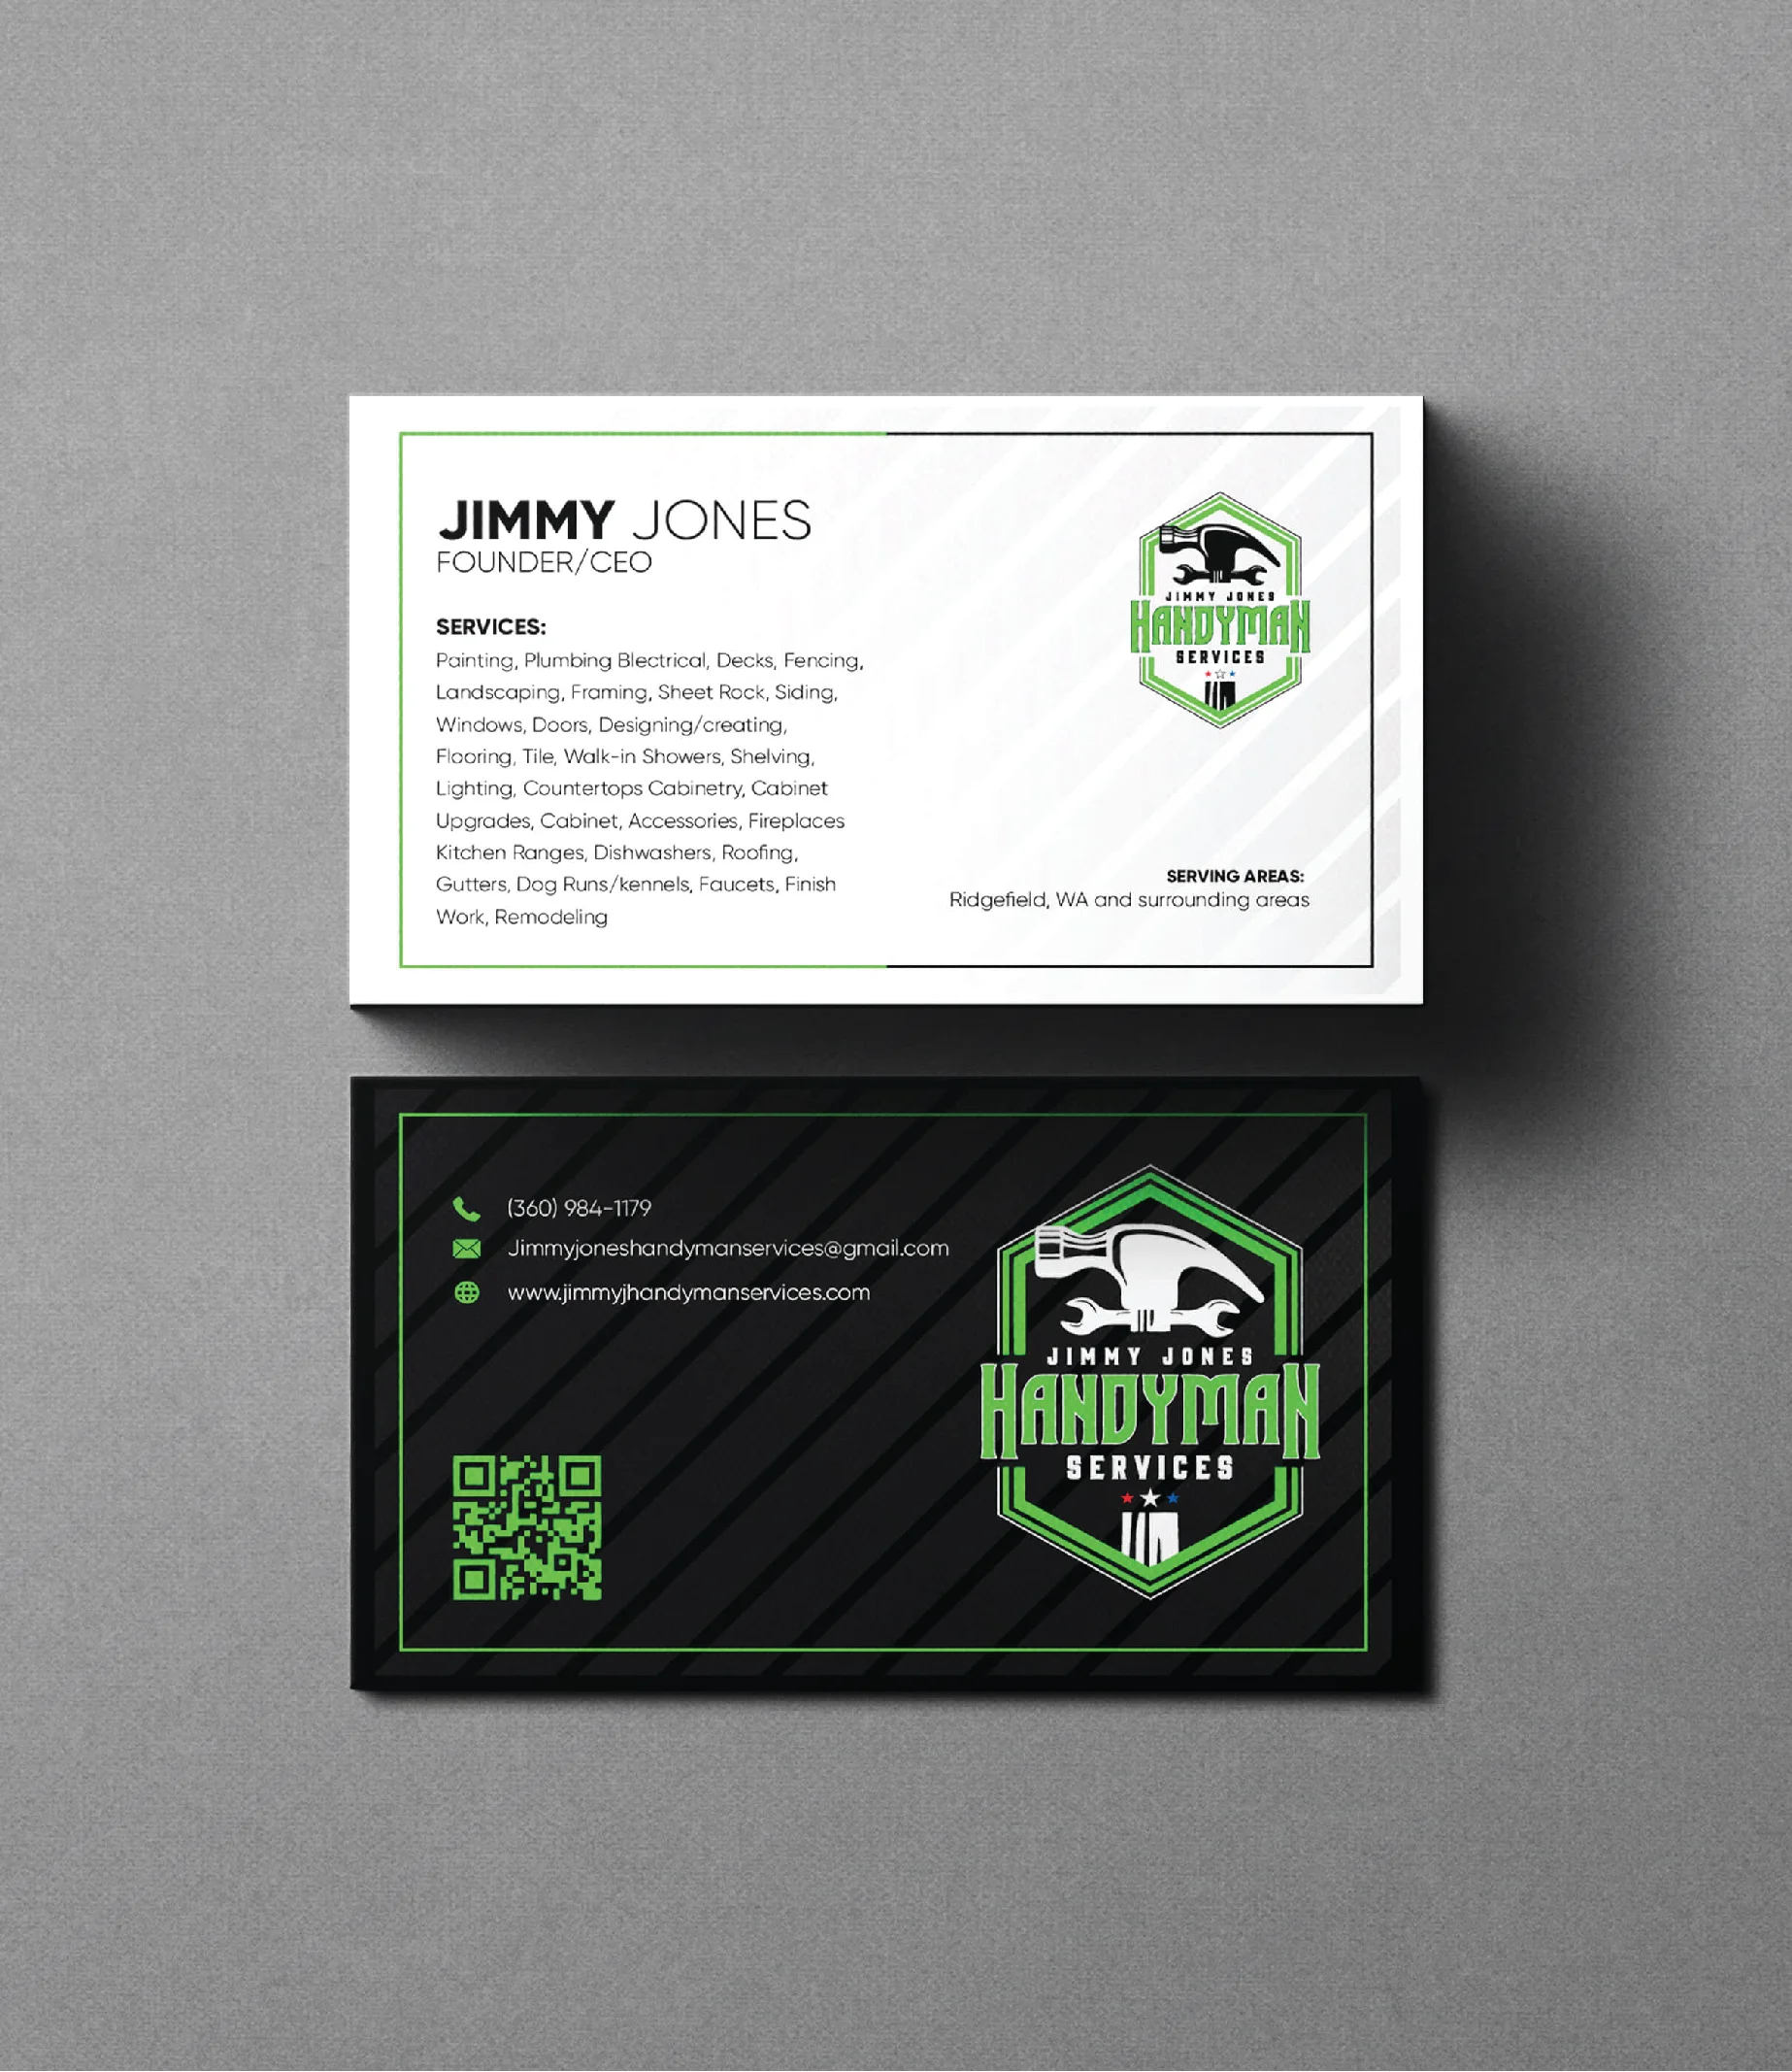 JIMMY JONES
FOUNDER/CEO
SERVICES:
Painting, Plumbing Blectrical, Decks, Fencing,
Landscaping, Framing, Sheet Rock, Siding,
Windows, Doors, Designing/creating,
Flooring, Tile, Walk-in Showers, Shelving,
Lighting, Countertops Cabinetry, Cabinet
Upgrades, Cabinet, Accessories, Fireplaces
Kitchen Ranges, Dishwashers, Roofing,
Gutters, Dog Runs/kennels, Faucets, Finish
Work, Remodeling
JIMMY JONES
HANDYMAN
SERVICES
SERVING AREAS:
Ridgefield, WA and surrounding areas
(360) 984-1179
Jimmyjoneshandymanservices@gmail.com
www.jimmyjhandymanservices.com
JIMMY JONES
HANDYMAN
SERVICES